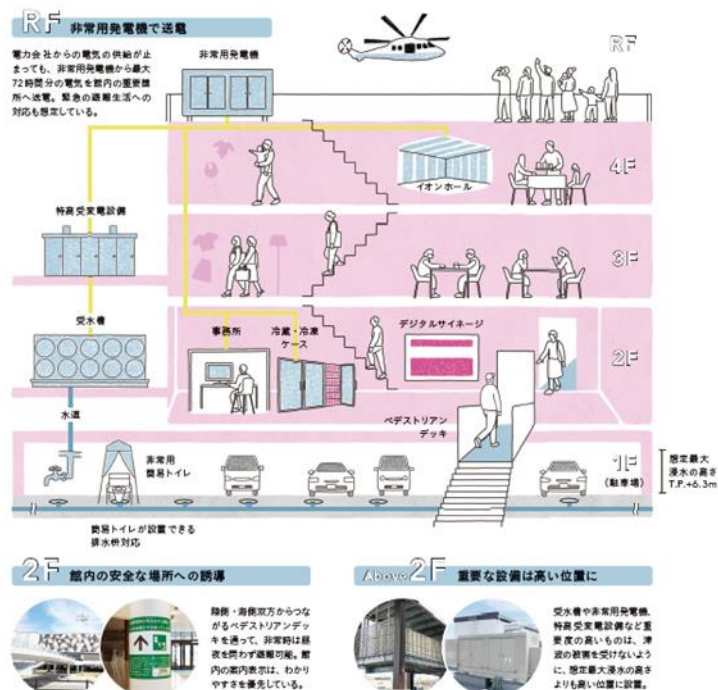 RF 非常用発電機で送電
電力会社からの電気の供給が止
まっても、非常用発電機から最大
72時間分の電気を館内の重要箇
所へ送電。緊急の避難生活への
対応も想定している。
非常用発電機
RF
4F
イオンホール
特高受変電設備
3F
受水槽
事務所
冷蔵・冷凍
ケース
デジタルサイネージ
2F
水道
ペデストリアン
デッキ
非常用
簡易トイレ
1F
(駐車場)
想定最大
浸水の高さ
T.P.+6.3m
簡易トイレが設置できる
排水枡対応
2F 館内の安全な場所への誘導
陸側・海側双方からつな
がるペデストリアンデッ
キを通って、非常時は昼
夜を問わず避難可能。館
内の案内表示は、わかり
やすさを優先している。
Above 2F 重要な設備は高い位置に
受水槽や非常用発電機、
特高受変電設備など重
要度の高いものは、津
波の被害を受けないよう
に、想定最大浸水の高さ
よりも高い位置に設置。